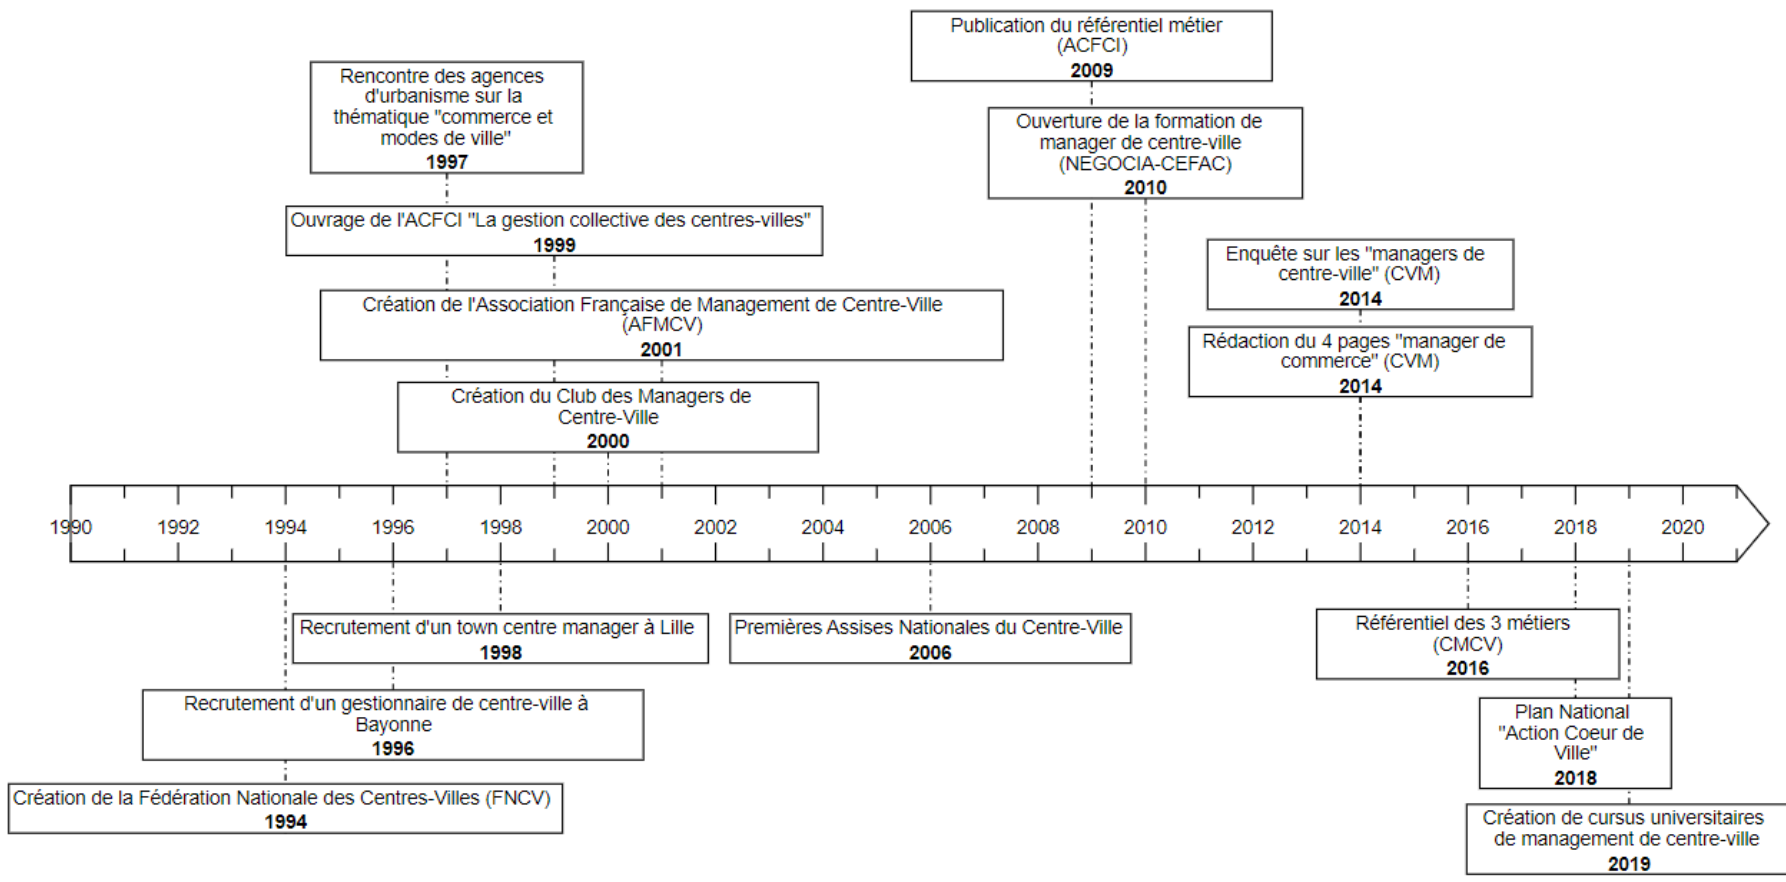 Publication du référentiel métier
(ACFCI)
2009
Rencontre des agences
d'urbanisme sur la
thématique "commerce et
modes de ville"
1997
Ouverture de la formation de
manager de centre-ville
(NEGOCIA-CEFAC)
2010
Ouvrage de l'ACFCI "La gestion collective des centres-villes"
1999
Enquête sur les "managers de
centre-ville" (CVM)
2014
Création de l'Association Française de Management de Centre-Ville
(AFMCV)
2001
Rédaction du 4 pages "manager de
commerce" (CVM)
2014
Création du Club des Managers de
Centre-Ville
2000
1990 1992 1994 1996 1998 2000 2002 2004 2006 2008 2010 2012 2014 2016 2018 2020
Recrutement d'un town centre manager à Lille
1998
Premières Assises Nationales du Centre-Ville
2006
Référentiel des 3 métiers
(CMCV)
2016
Recrutement d'un gestionnaire de centre-ville à
Bayonne
1996
Plan National
"Action Coeur de
Ville"
2018
Création de la Fédération Nationale des Centres-Villes (FNCV)
1994
Création de cursus universitaires
de management de centre-ville
2019